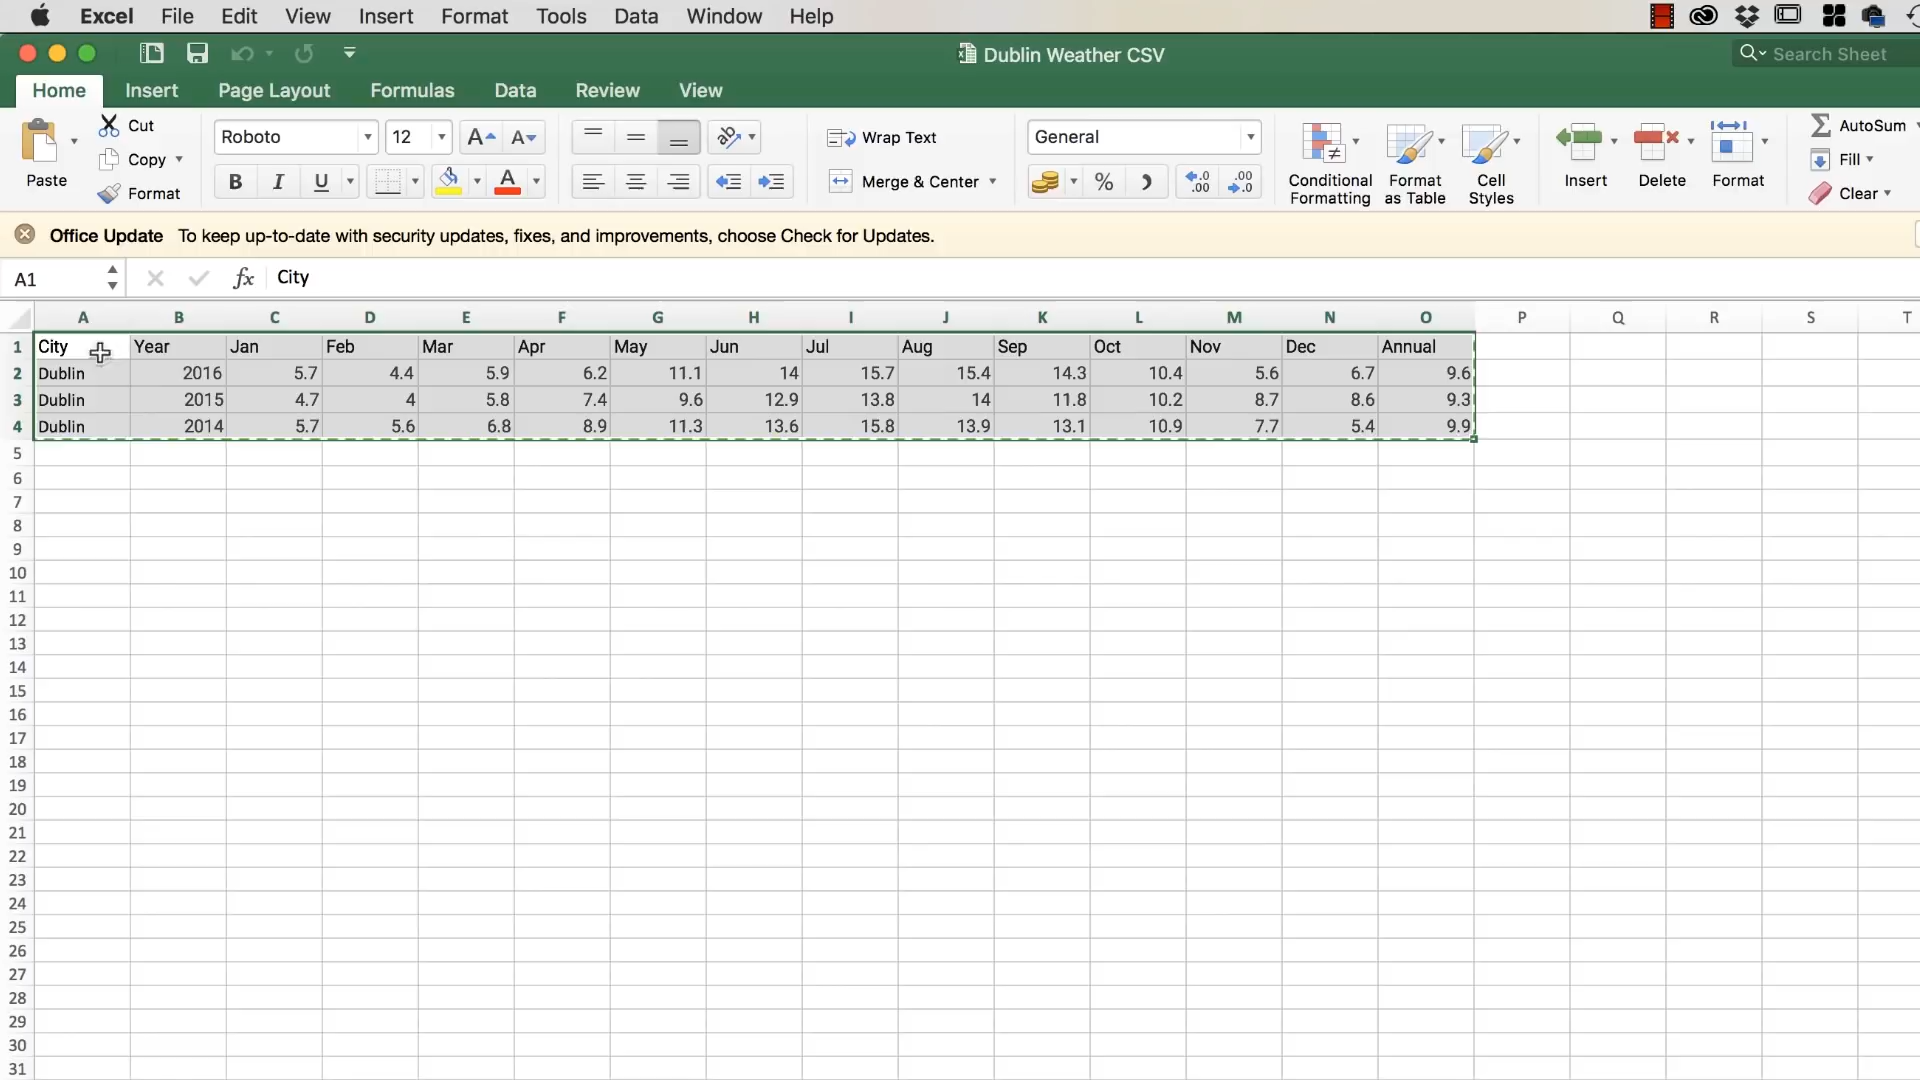 Excel File Edit View Insert Format Tools Data Window Help
Dublin Weather CSV
Search Sheet
Home Insert Page Layout Formulas Data Review View
Paste
Cut
Copy
Format
Roboto 12
A A
B I U A
Wrap Text
Merge & Center
General
%
.0 .00
.00 .0
Conditional Formatting
Format as Table
Cell Styles
Insert
Delete
Format
AutoSum
Fill
Clear
Office Update To keep up-to-date with security updates, fixes, and improvements, choose Check for Updates.
A1 fx City
A B C D E F G H I J K L M N O P Q R S T
1 City Year Jan Feb Mar Apr May Jun Jul Aug Sep Oct Nov Dec Annual
2 Dublin 2016 5.7 4.4 5.9 6.2 11.1 14 15.7 15.4 14.3 10.4 5.6 6.7 9.6
3 Dublin 2015 4.7 4 5.8 7.4 9.6 12.9 13.8 14 11.8 10.2 8.7 8.6 9.3
4 Dublin 2014 5.7 5.6 6.8 8.9 11.3 13.6 15.8 13.9 13.1 10.9 7.7 5.4 9.9
5
6
7
8
9
10
11
12
13
14
15
16
17
18
19
20
21
22
23
24
25
26
27
28
29
30
31